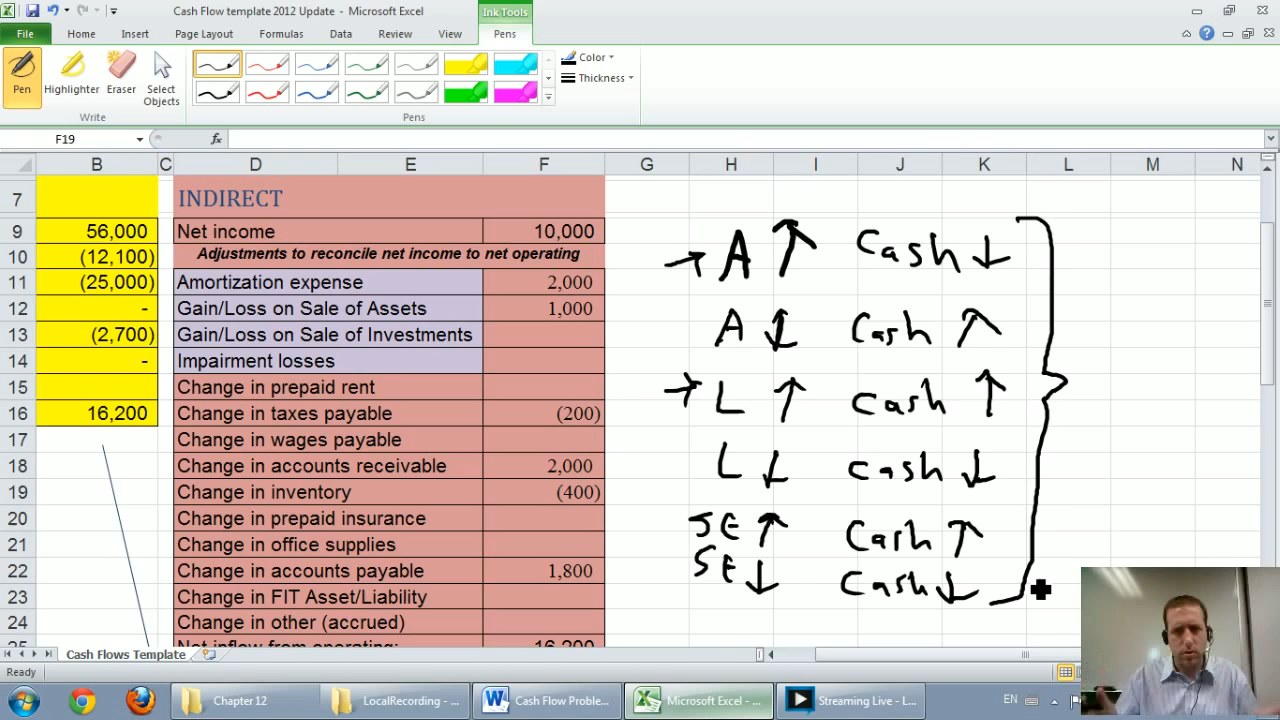 Cash Flow template 2012 Update - Microsoft Excel
Ink Tools
File Home Insert Page Layout Formulas Data Review View Pens
Pen Highlighter Eraser Select Objects
Color
Thickness
Write
Pens
F19
fx
B C D E F G H I J K L M N
7 INDIRECT
9 56,000 Net income 10,000
10 (12,100) Adjustments to reconcile net income to net operating
11 (25,000) Amortization expense 2,000
12 - Gain/Loss on Sale of Assets 1,000
13 (2,700) Gain/Loss on Sale of Investments
14 - Impairment losses
15 Change in prepaid rent
16 16,200 Change in taxes payable (200)
17 Change in wages payable
18 Change in accounts receivable 2,000
19 Change in inventory (400)
20 Change in prepaid insurance
21 Change in office supplies
22 Change in accounts payable 1,800
23 Change in FIT Asset/Liability
24 Change in other (accrued)
25 Net inflow from operating: 16,200
→ A ↑ Cash ↓
A ↓ Cash ↑
→ L ↑ Cash ↑
L ↓ Cash ↓
SE ↑ Cash ↑
SE ↓ Cash ↓
Cash Flows Template
Ready
Chapter 12
LocalRecording - ...
Cash Flow Proble...
Microsoft Excel - ...
Streaming Live - L...
EN